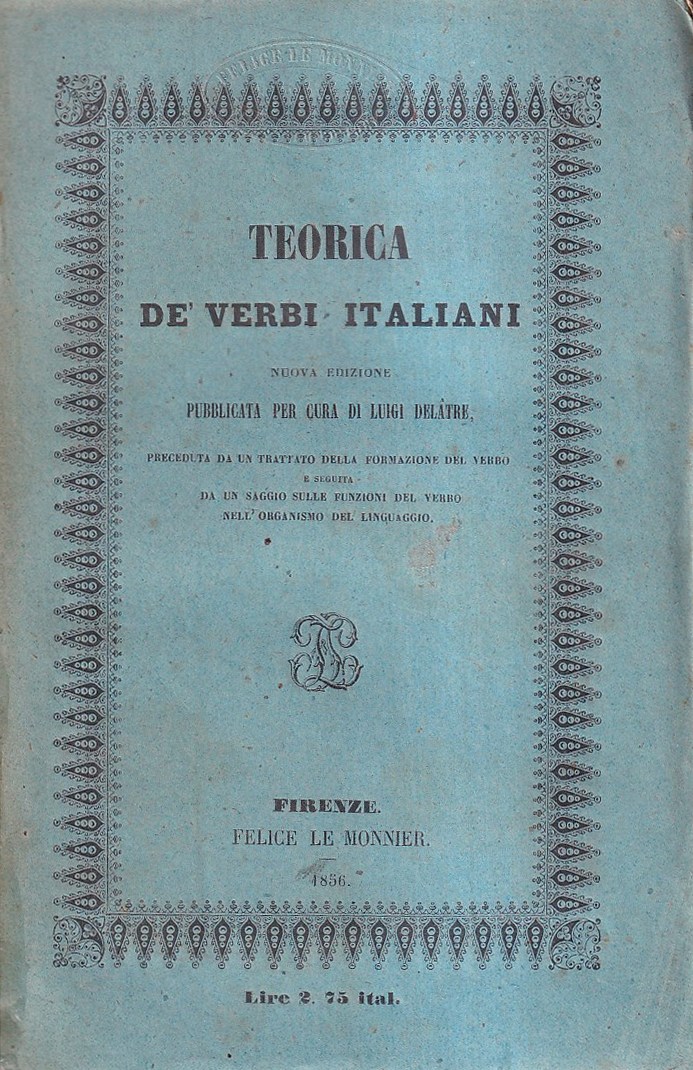 FELICE LE MONN
TEORICA
DE' VERBI ITALIANI
NUOVA EDIZIONE
PUBBLICATA PER CURA DI LUIGI DELÂTRE,
PRECEDUTA DA UN TRATTATO DELLA FORMAZIONE DEL VERBO
E SEGUITA
DA UN SAGGIO SULLE FUNZIONI DEL VERBO
NELL'ORGANISMO DEL LINGUAGGIO.
FIRENZE.
FELICE LE MONNIER.
1856.
Lire 2. 75 ital.